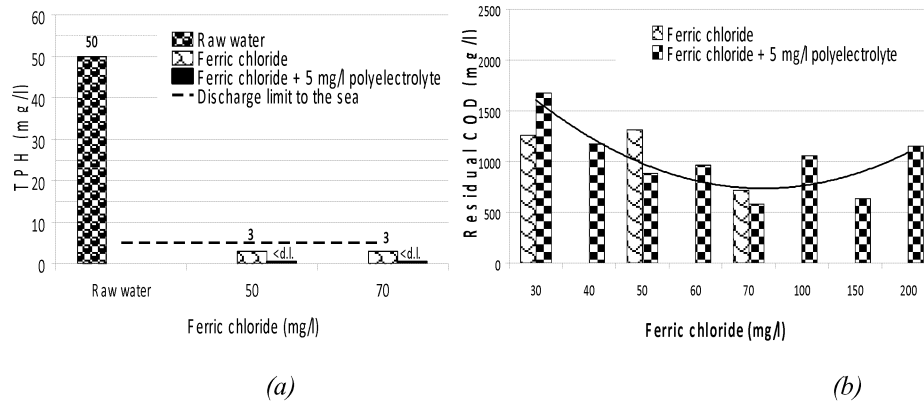 TPH (mg/l)
60
50
40
30
20
10
0
50
3
3
<d.l.
<d.l.
Raw water
Ferric chloride
Ferric chloride + 5 mg/l polyelectrolyte
Discharge limit to the sea
Raw water 50 70
Ferric chloride (mg/l)
(a)
Residual COD (mg/l)
2500
2000
1500
1000
500
0
Ferric chloride
Ferric chloride + 5 mg/l polyelectrolyte
30 40 50 60 70 100 150 200
Ferric chloride (mg/l)
(b)